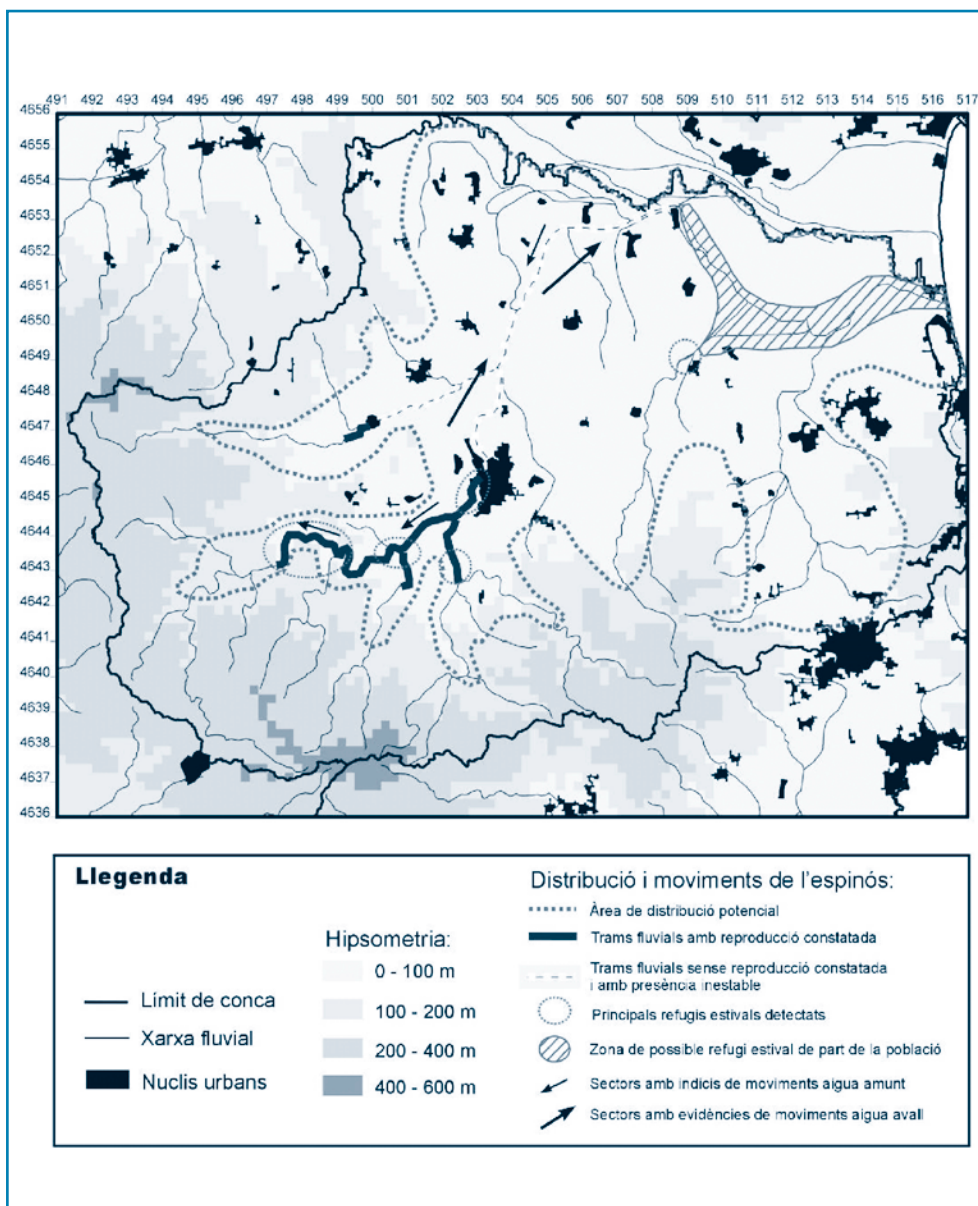 491 492 493 494 495 496 497 498 499 500 501 502 503 504 505 506 507 508 509 510 511 512 513 514 515 516 517
4656
4655
4654
4653
4652
4651
4650
4649
4648
4547
4646
4645
4644
4643
4642
4641
4640
4639
4638
4637
4636
Llegenda
Límit de conca
Xarxa fluvial
Nuclis urbans
Hipsometria:
0 - 100 m
100 - 200 m
200 - 400 m
400 - 600 m
Distribució i moviments de l'espinós:
Àrea de distribució potencial
Trams fluvials amb reproducció constatada
Trams fluvials sense reproducció constatada
i amb presència inestable
Principals refugis estivals detectats
Zona de possible refugi estival de part de la població
Sectors amb indicis de moviments aigua amunt
Sectors amb evidències de moviments aigua avall